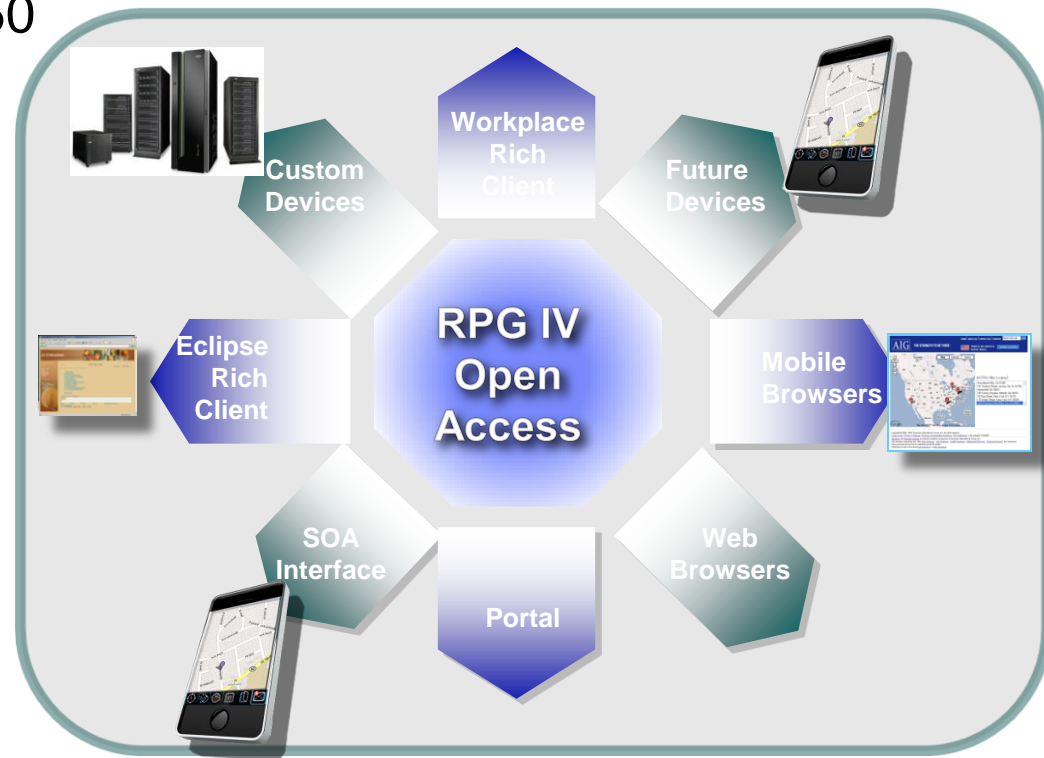 60
Workplace
Rich
Client
Custom
Devices
Future
Devices
RPG IV
Open
Access
Eclipse
Rich
Client
Mobile
Browsers
AIG
SOA
Interface
Web
Browsers
Portal